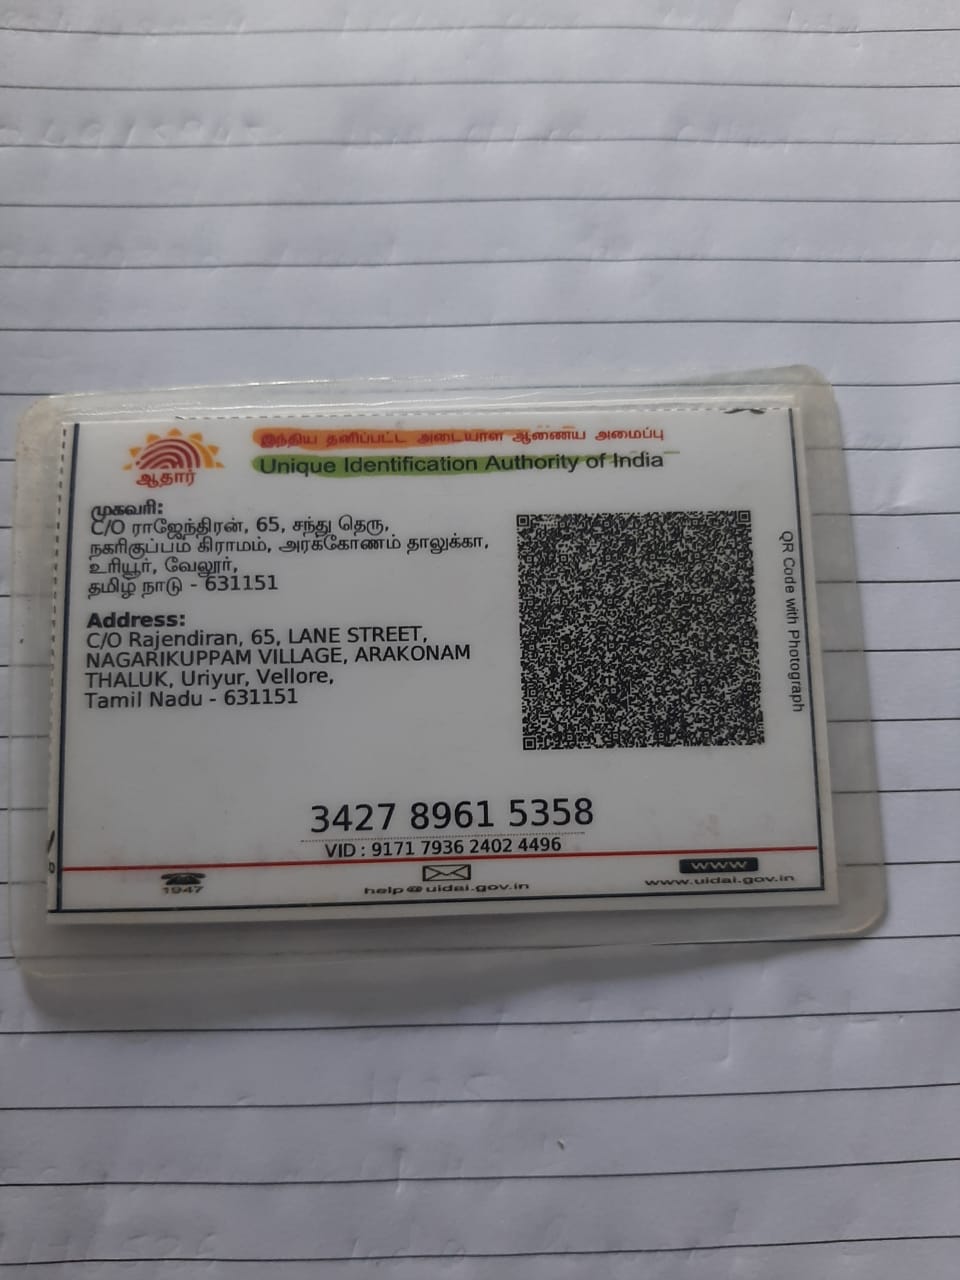 இந்திய தனிப்பட்ட அடையாள ஆணைய அமைப்பு
Unique Identification Authority of India
ஆதார்
முகவரி:
C/O ராஜேந்திரன், 65, சந்து தெரு,
நகரிகுப்பம் கிராமம், அரக்கோணம் தாலுக்கா,
உரியூர், வேலூர்,
தமிழ் நாடு - 631151
Address:
C/O Rajendiran, 65, LANE STREET,
NAGARIKUPPAM VILLAGE, ARAKONAM
THALUK, Uriyur, Vellore,
Tamil Nadu - 631151
QR Code with Photograph
3427 8961 5358
VID : 9171 7936 2402 4496
1947
help@uidai.gov.in
WWW
www.uidai.gov.in